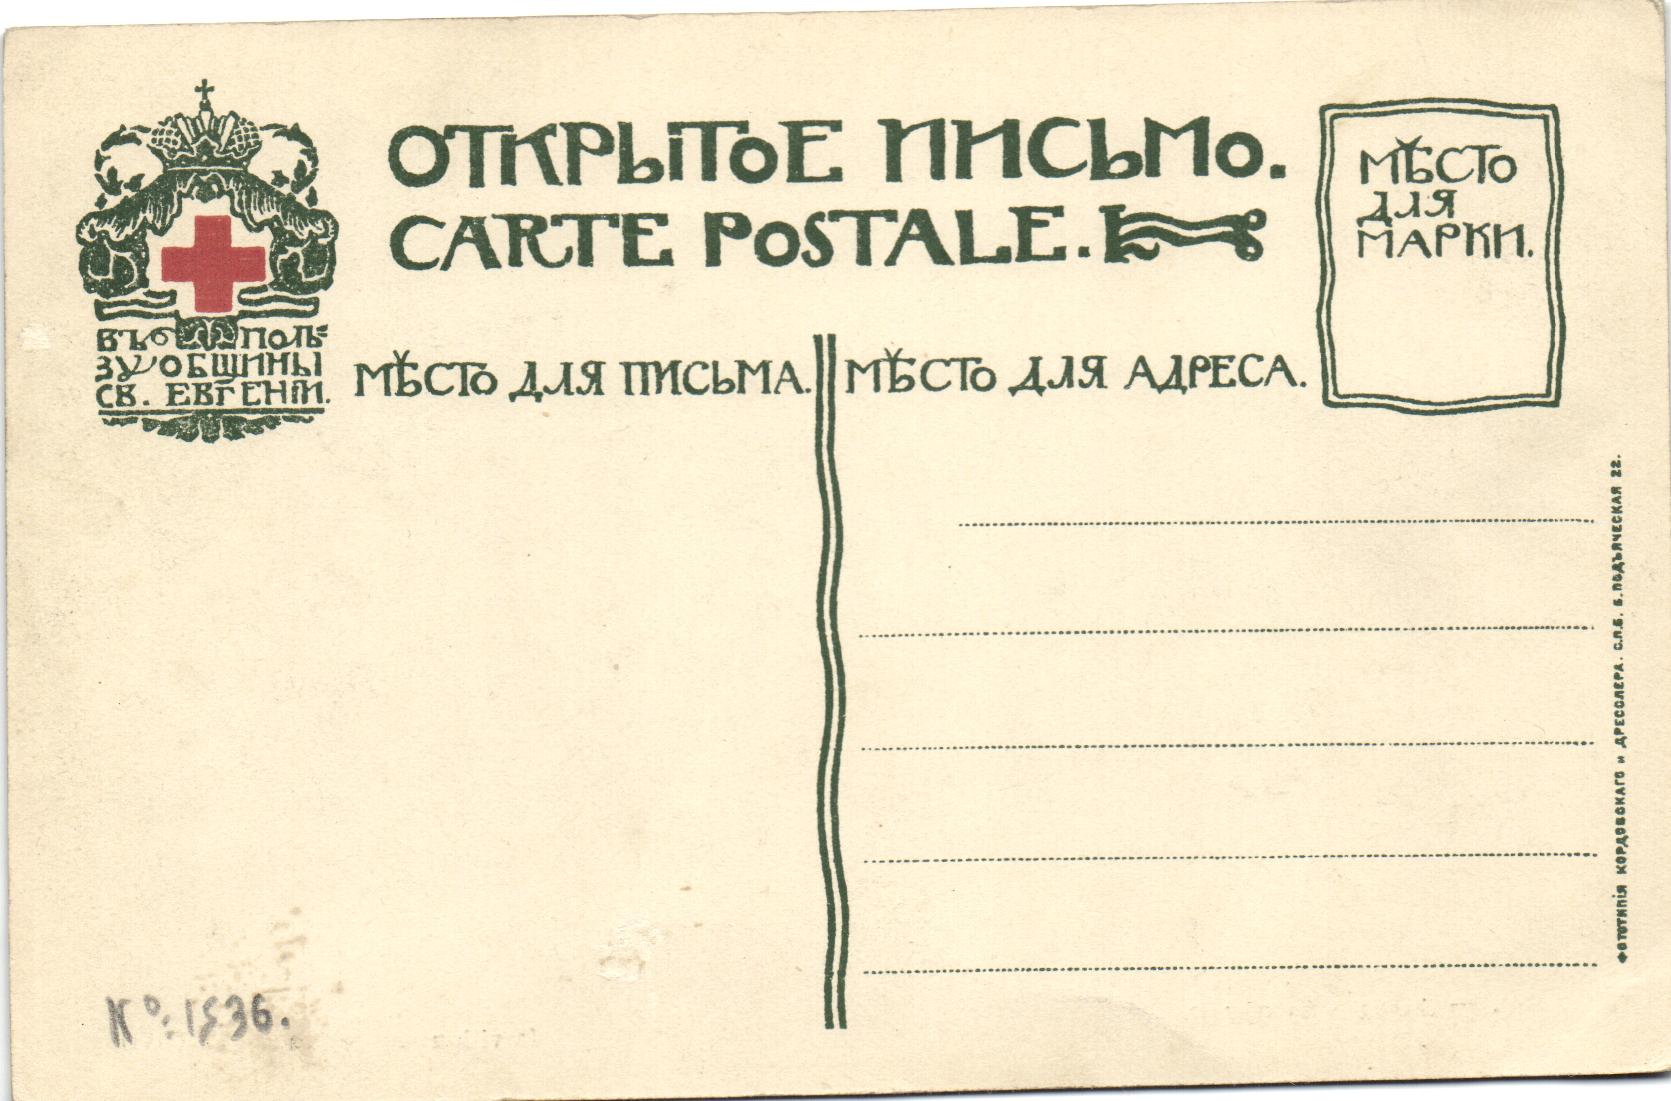 ОТКРЫТОЕ ПИСЬМО.
CARTE POSTALE.
МѢСТО
ДЛЯ
МАРКИ.
ВЪ ПОЛЬ-
ЗУ ОБЩИНЫ
СВ. ЕВГЕНІИ.
МѢСТО ДЛЯ ПИСЬМА.
МѢСТО ДЛЯ АДРЕСА.
ФОТОТИПІЯ КОРДОВСКАГО и ДРЕССЛЕРА. С.П.Б. Б. ПОДЪЯЧЕСКАЯ 22.
No: 1536.